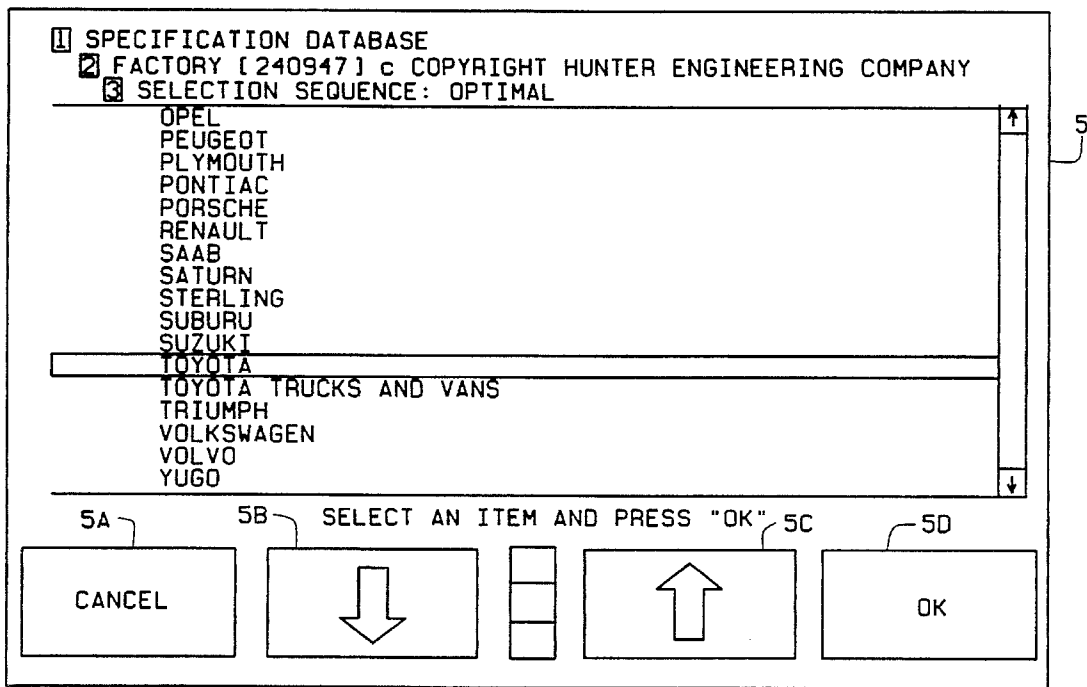 1 SPECIFICATION DATABASE
2 FACTORY [240947] c COPYRIGHT HUNTER ENGINEERING COMPANY
3 SELECTION SEQUENCE: OPTIMAL
OPEL
PEUGEOT
PLYMOUTH
PONTIAC
PORSCHE
RENAULT
SAAB
SATURN
STERLING
SUBURU
SUZUKI
TOYOTA
TOYOTA TRUCKS AND VANS
TRIUMPH
VOLKSWAGEN
VOLVO
YUGO
5
SELECT AN ITEM AND PRESS "OK"
5A
5B
5C
5D
CANCEL
OK